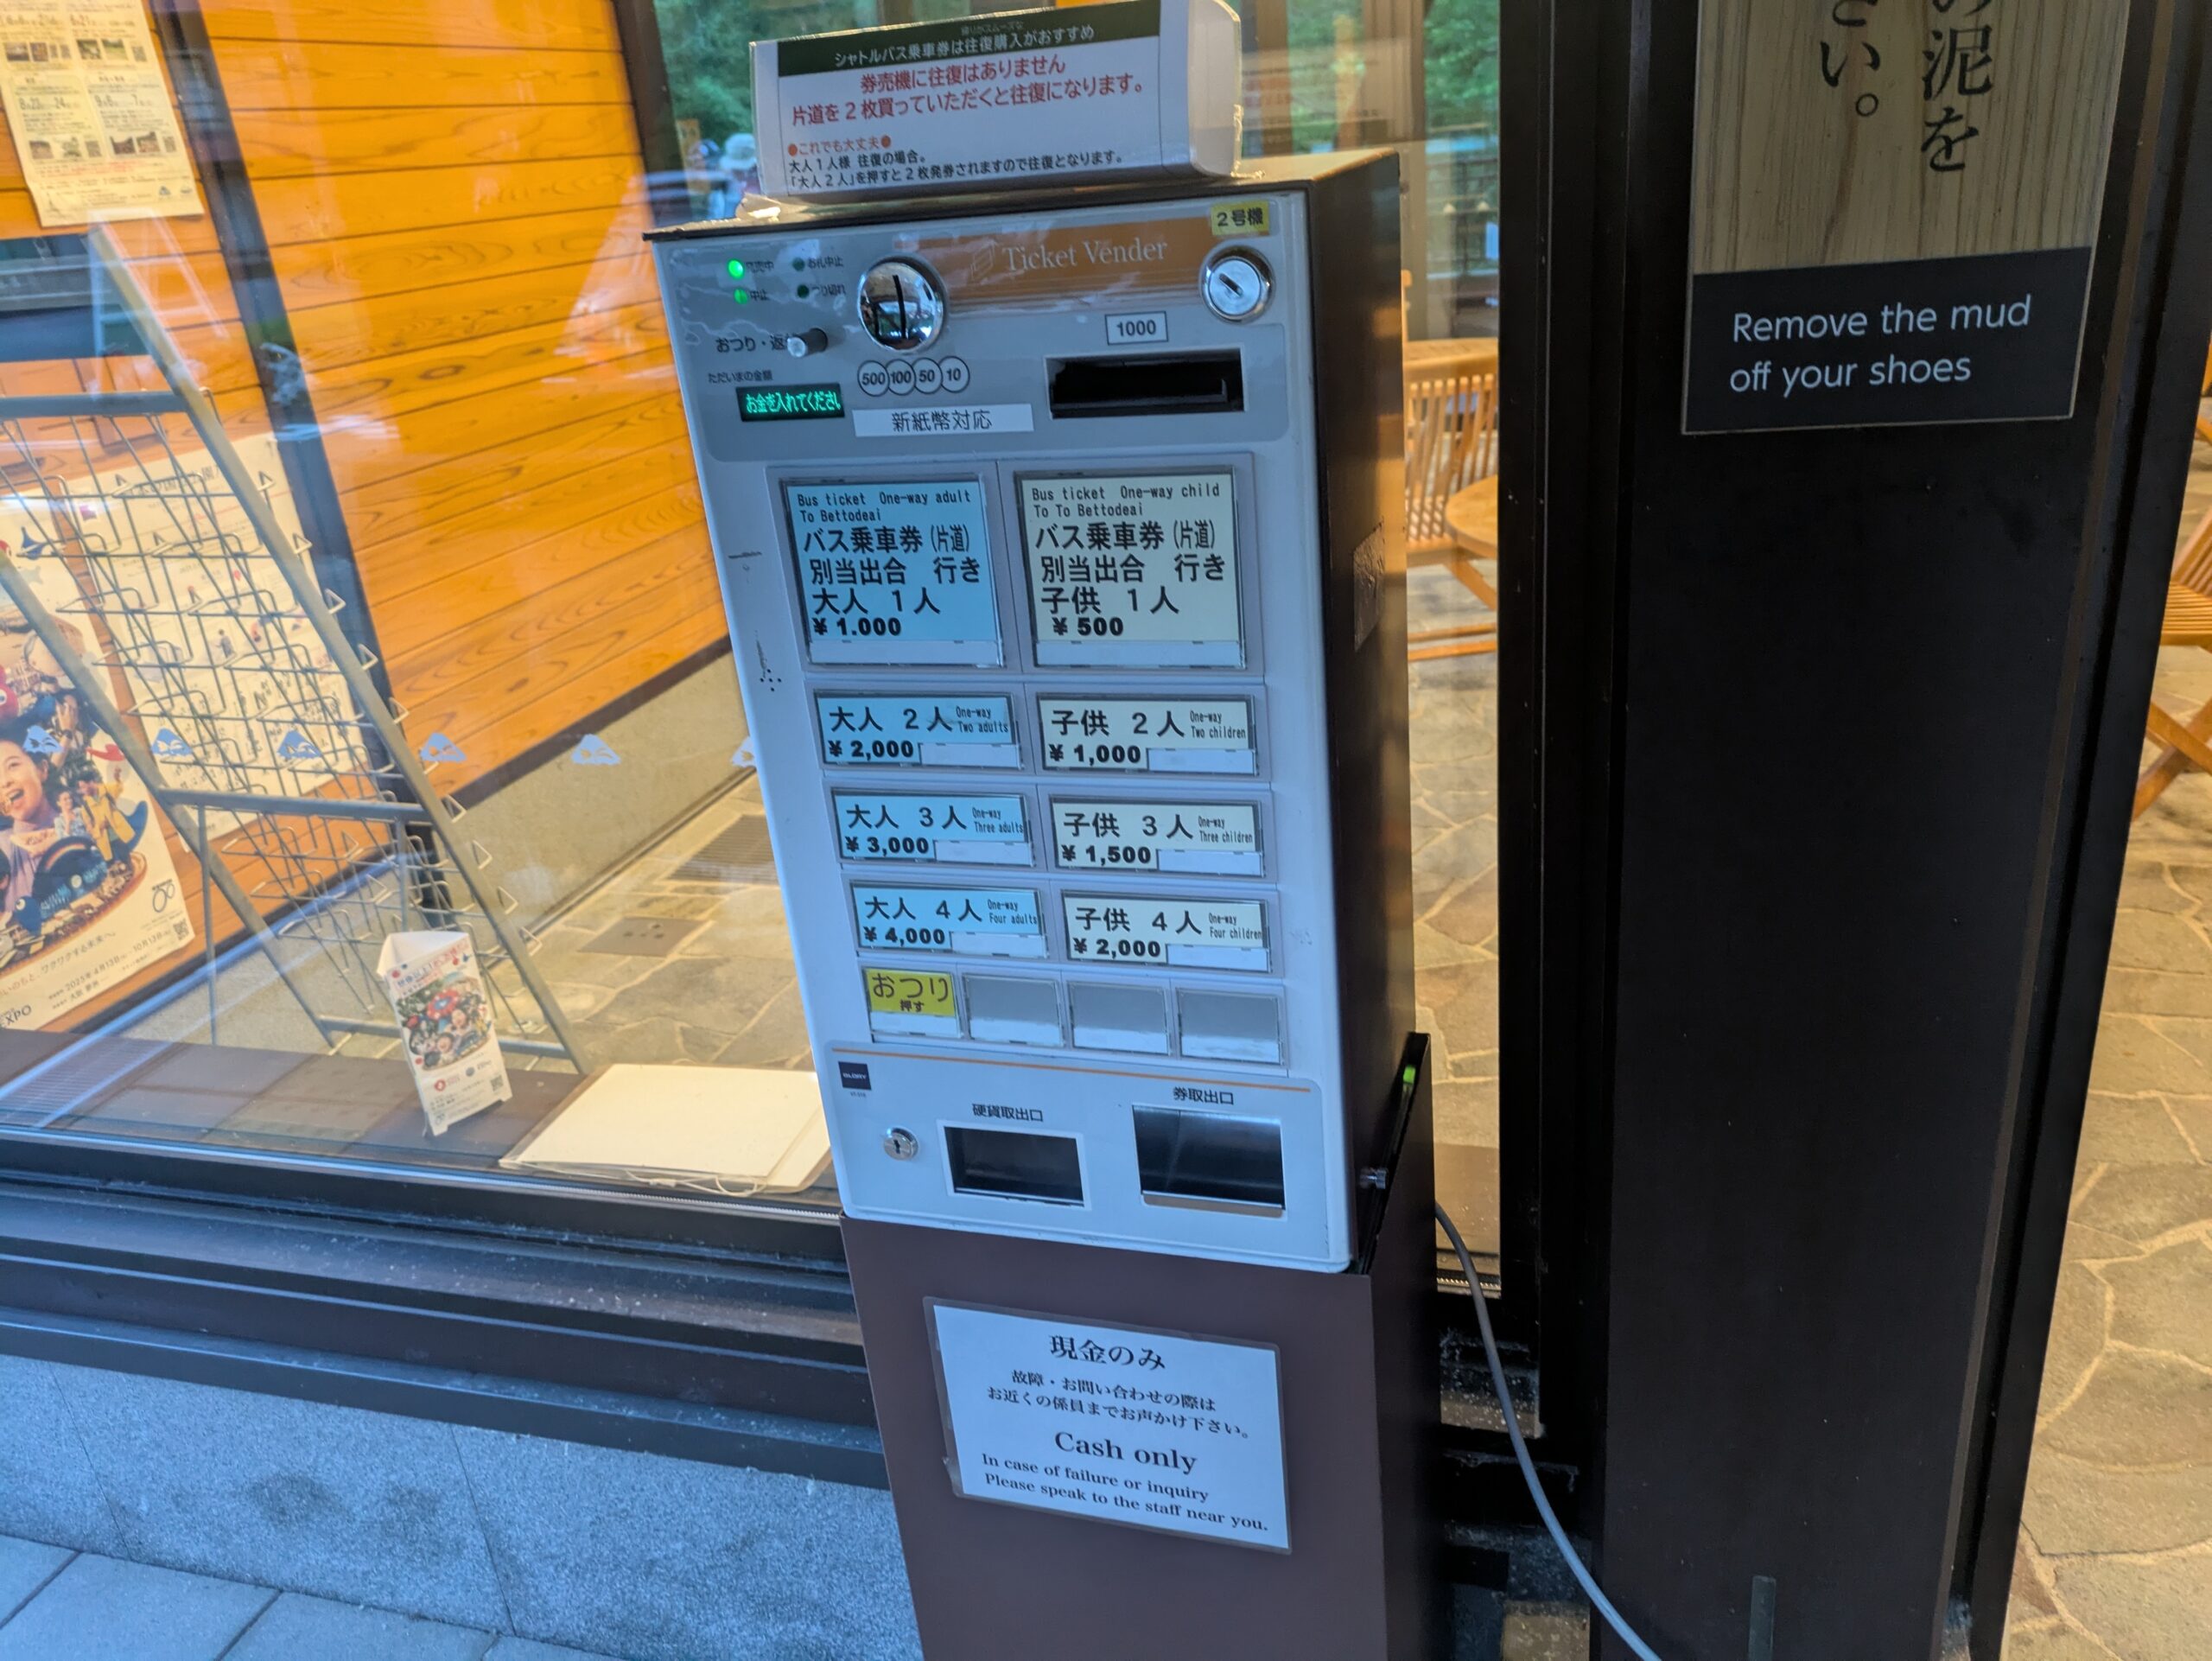 シャトルバス乗車券は往復購入がおすすめ
券売機に往復はありません
片道を2枚買っていただくと往復になります。
●これでも大丈夫●
大人1人様 往復の場合。
「大人2人」を押すと2枚発券されますので往復となります。
2号機
Ticket Vender
中止
おつり・返
1000
ただいまの金額
500 100 50 10
お金を入れてください
新紙幣対応
Bus ticket One-way adult
To Bettodeai
バス乗車券(片道)
別当出合 行き
大人 1人
¥1.000
Bus ticket One-way child
To To Bettodeai
バス乗車券(片道)
別当出合 行き
子供 1人
¥500
大人 2人 One-way
Two adults
¥2,000
子供 2人 One-way
Two children
¥1,000
大人 3人 One-way
Three adults
¥3,000
子供 3人 One-way
Three children
¥1,500
大人 4人 One-way
Four adults
¥4,000
子供 4人 One-way
Four children
¥2,000
おつり
押す
GLORY
硬貨取出口
券取出口
現金のみ
故障・お問い合わせの際は
お近くの係員までお声かけ下さい。
Cash only
In case of failure or inquiry
Please speak to the staff near you.
の泥を
さい。
Remove the mud
off your shoes
EXPO